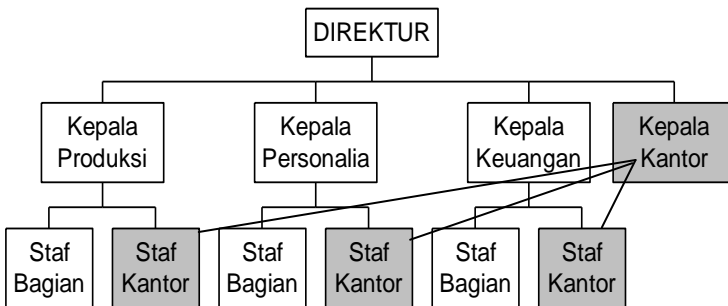 DIREKTUR
Kepala
Produksi
Kepala
Personalia
Kepala
Keuangan
Kepala
Kantor
Staf
Bagian
Staf
Kantor
Staf
Bagian
Staf
Kantor
Staf
Bagian
Staf
Kantor